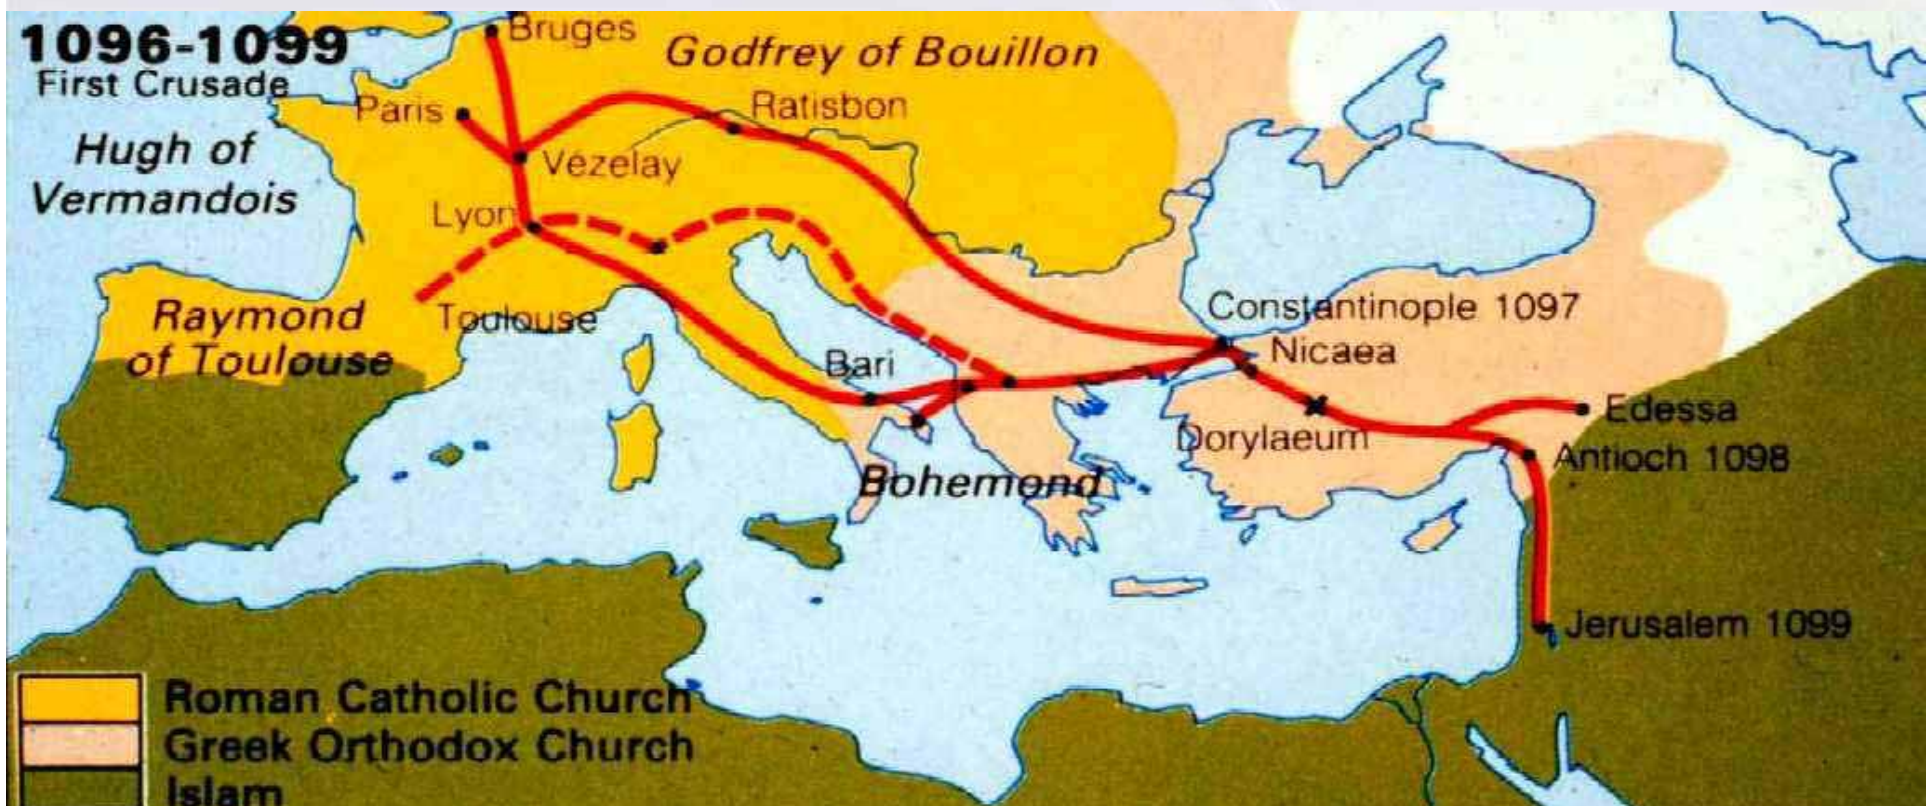 1096-1099
First Crusade
Hugh of
Vermandois
Bruges
Godfrey of Bouillon
Paris
Ratisbon
Vézelay
Lyon
Raymond
of Toulouse
Toulouse
Bari
Bohemond
Constantinople 1097
Nicaea
Dorylaeum
Edessa
Antioch 1098
Jerusalem 1099
Roman Catholic Church
Greek Orthodox Church
Islam